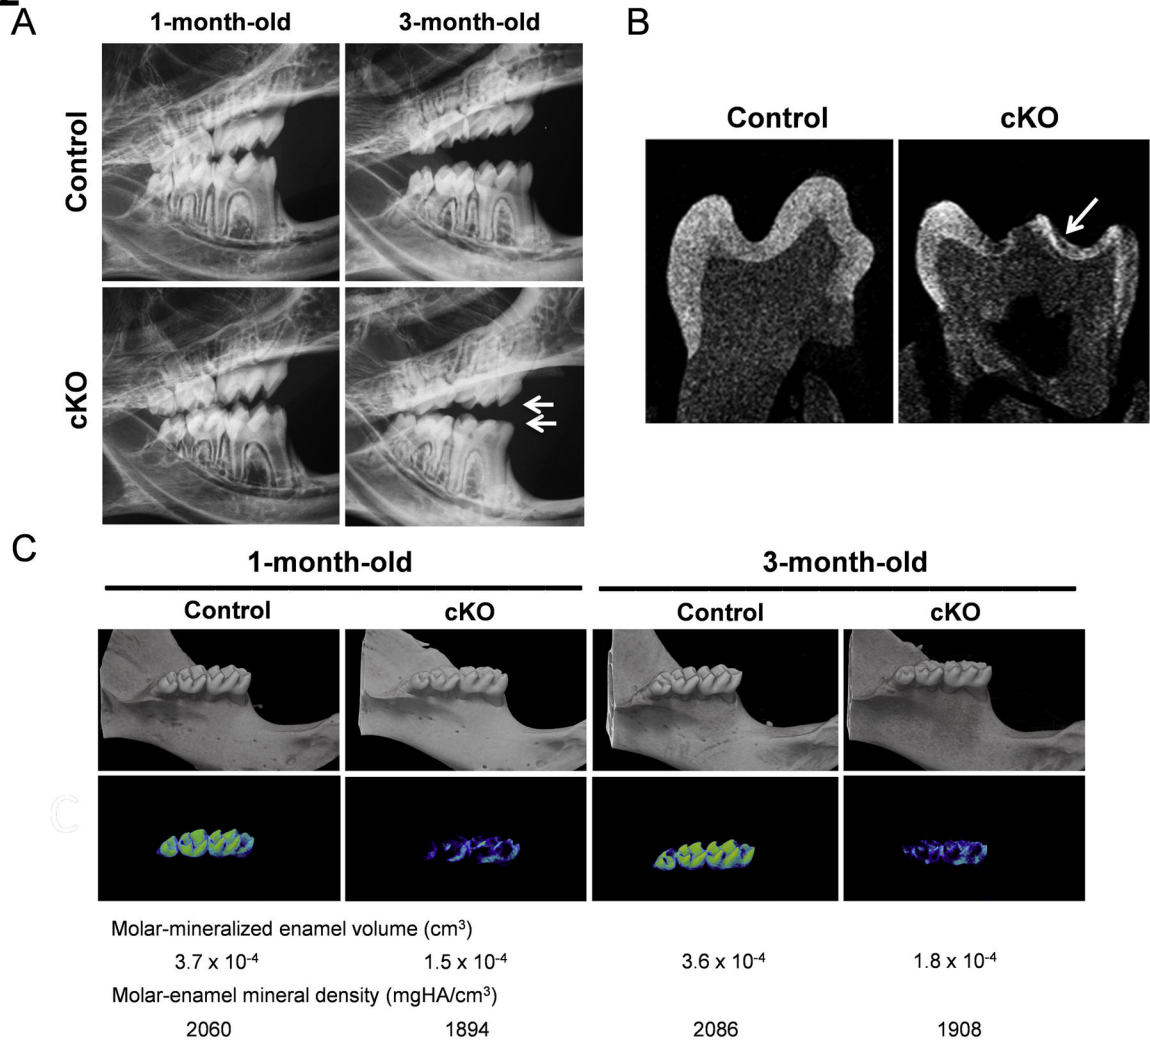 A
1-month-old
3-month-old
B
Control
cKO
Control
cKO
C
1-month-old
3-month-old
Control
cKO
Control
cKO
C
Molar-mineralized enamel volume (cm³)
3.7 x 10⁻⁴
1.5 x 10⁻⁴
3.6 x 10⁻⁴
1.8 x 10⁻⁴
Molar-enamel mineral density (mgHA/cm³)
2060
1894
2086
1908